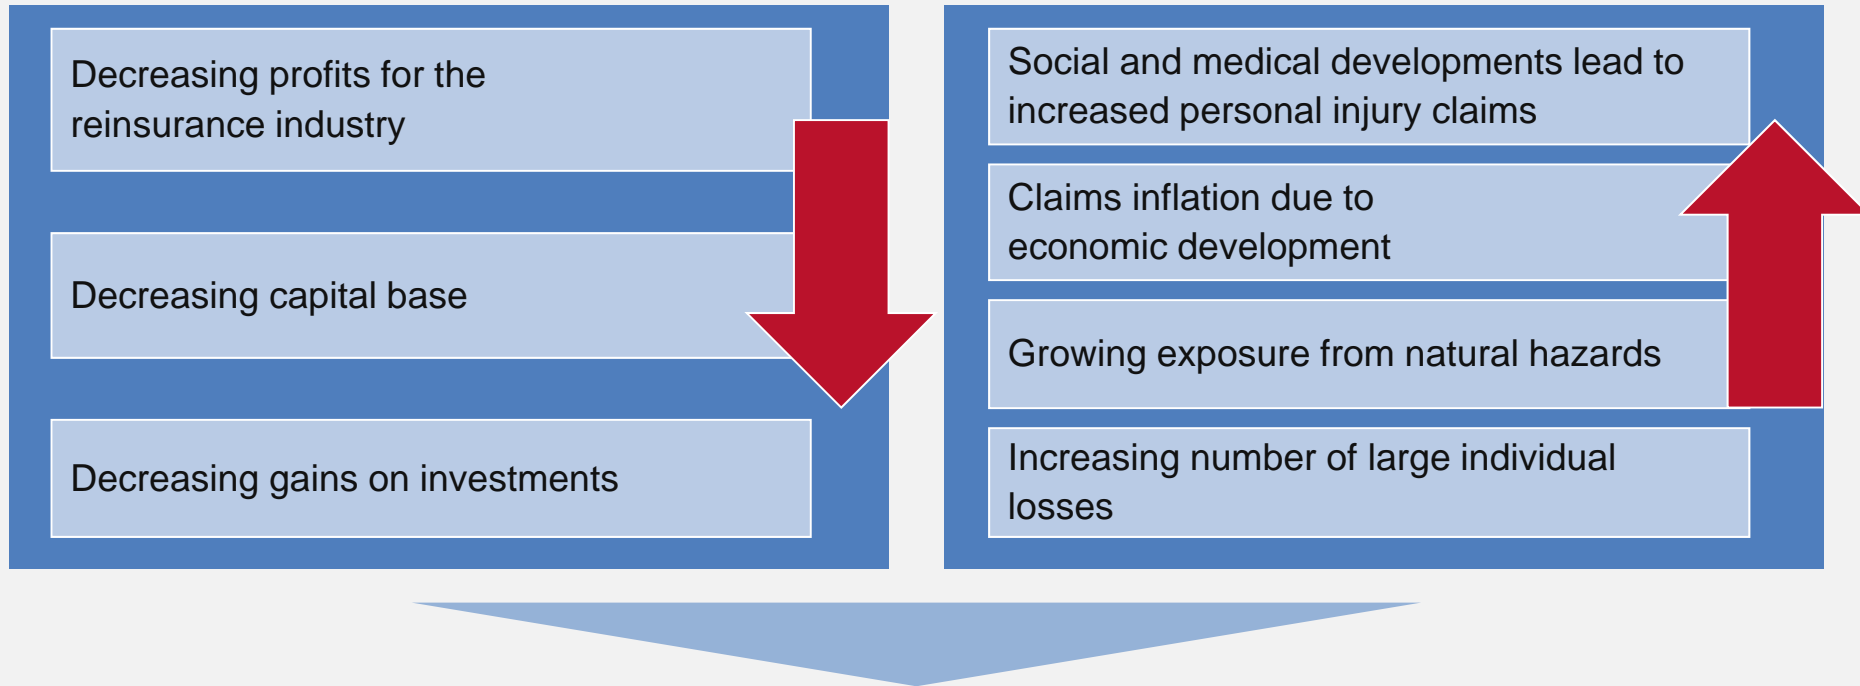 Decreasing profits for the
reinsurance industry
Decreasing capital base
Decreasing gains on investments
Social and medical developments lead to
increased personal injury claims
Claims inflation due to
economic development
Growing exposure from natural hazards
Increasing number of large individual
losses